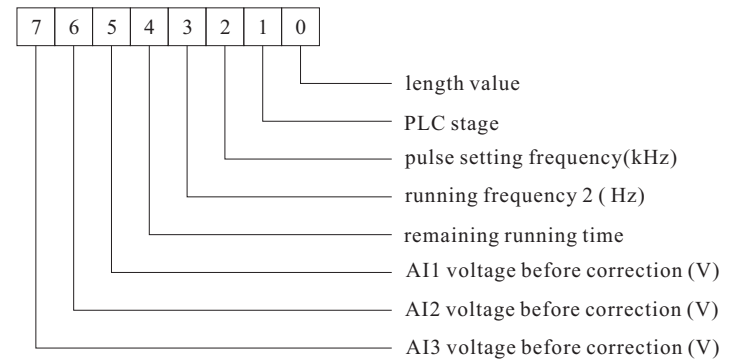 7 6 5 4 3 2 1 0
length value
PLC stage
pulse setting frequency(kHz)
running frequency 2 ( Hz)
remaining running time
AI1 voltage before correction (V)
AI2 voltage before correction (V)
AI3 voltage before correction (V)